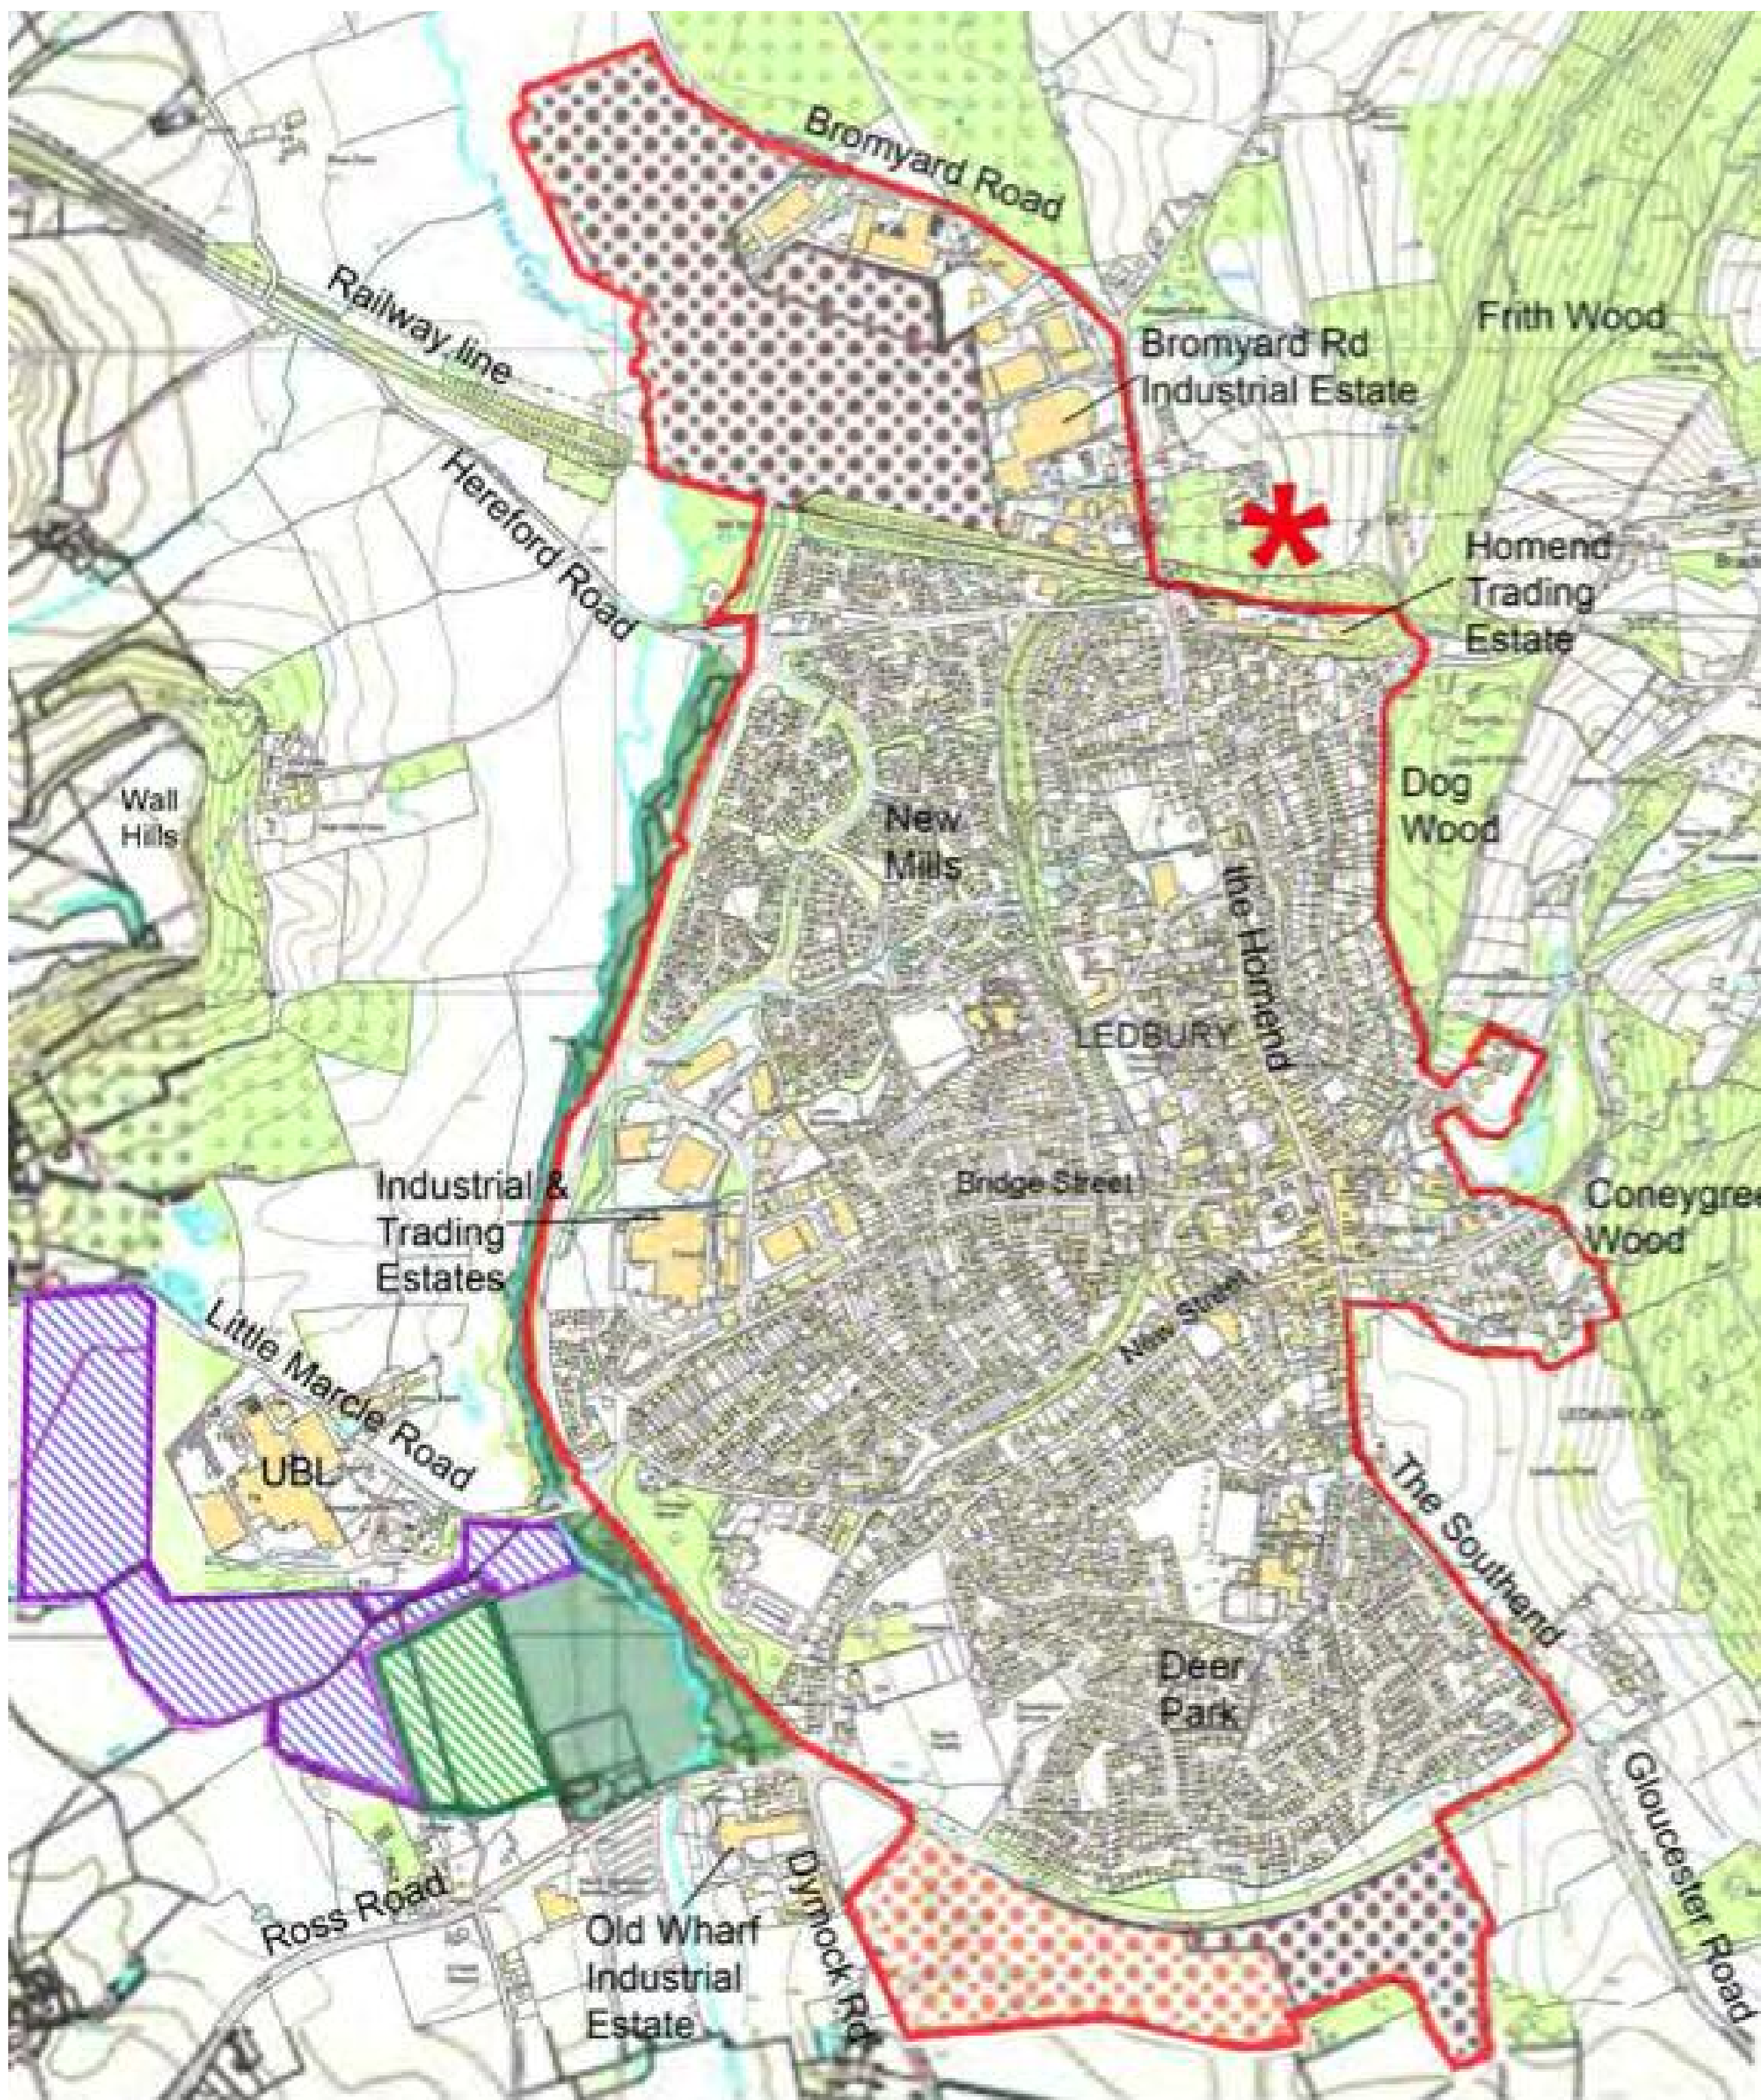 Bromyard Road
Railway line
Frith Wood
Bromyard Rd
Industrial Estate
Hereford Road
Homend
Trading
Estate
Wall
Hills
New
Mills
Dog
Wood
the Homend
LEDBURY
Industrial &
Trading
Estates
Bridge Street
Coneygree
Wood
Little Marcle Road
New Street
UBL
The Southend
Deer
Park
Gloucester Road
Ross Road
Old Wharf
Industrial
Estate
Dymock Rd